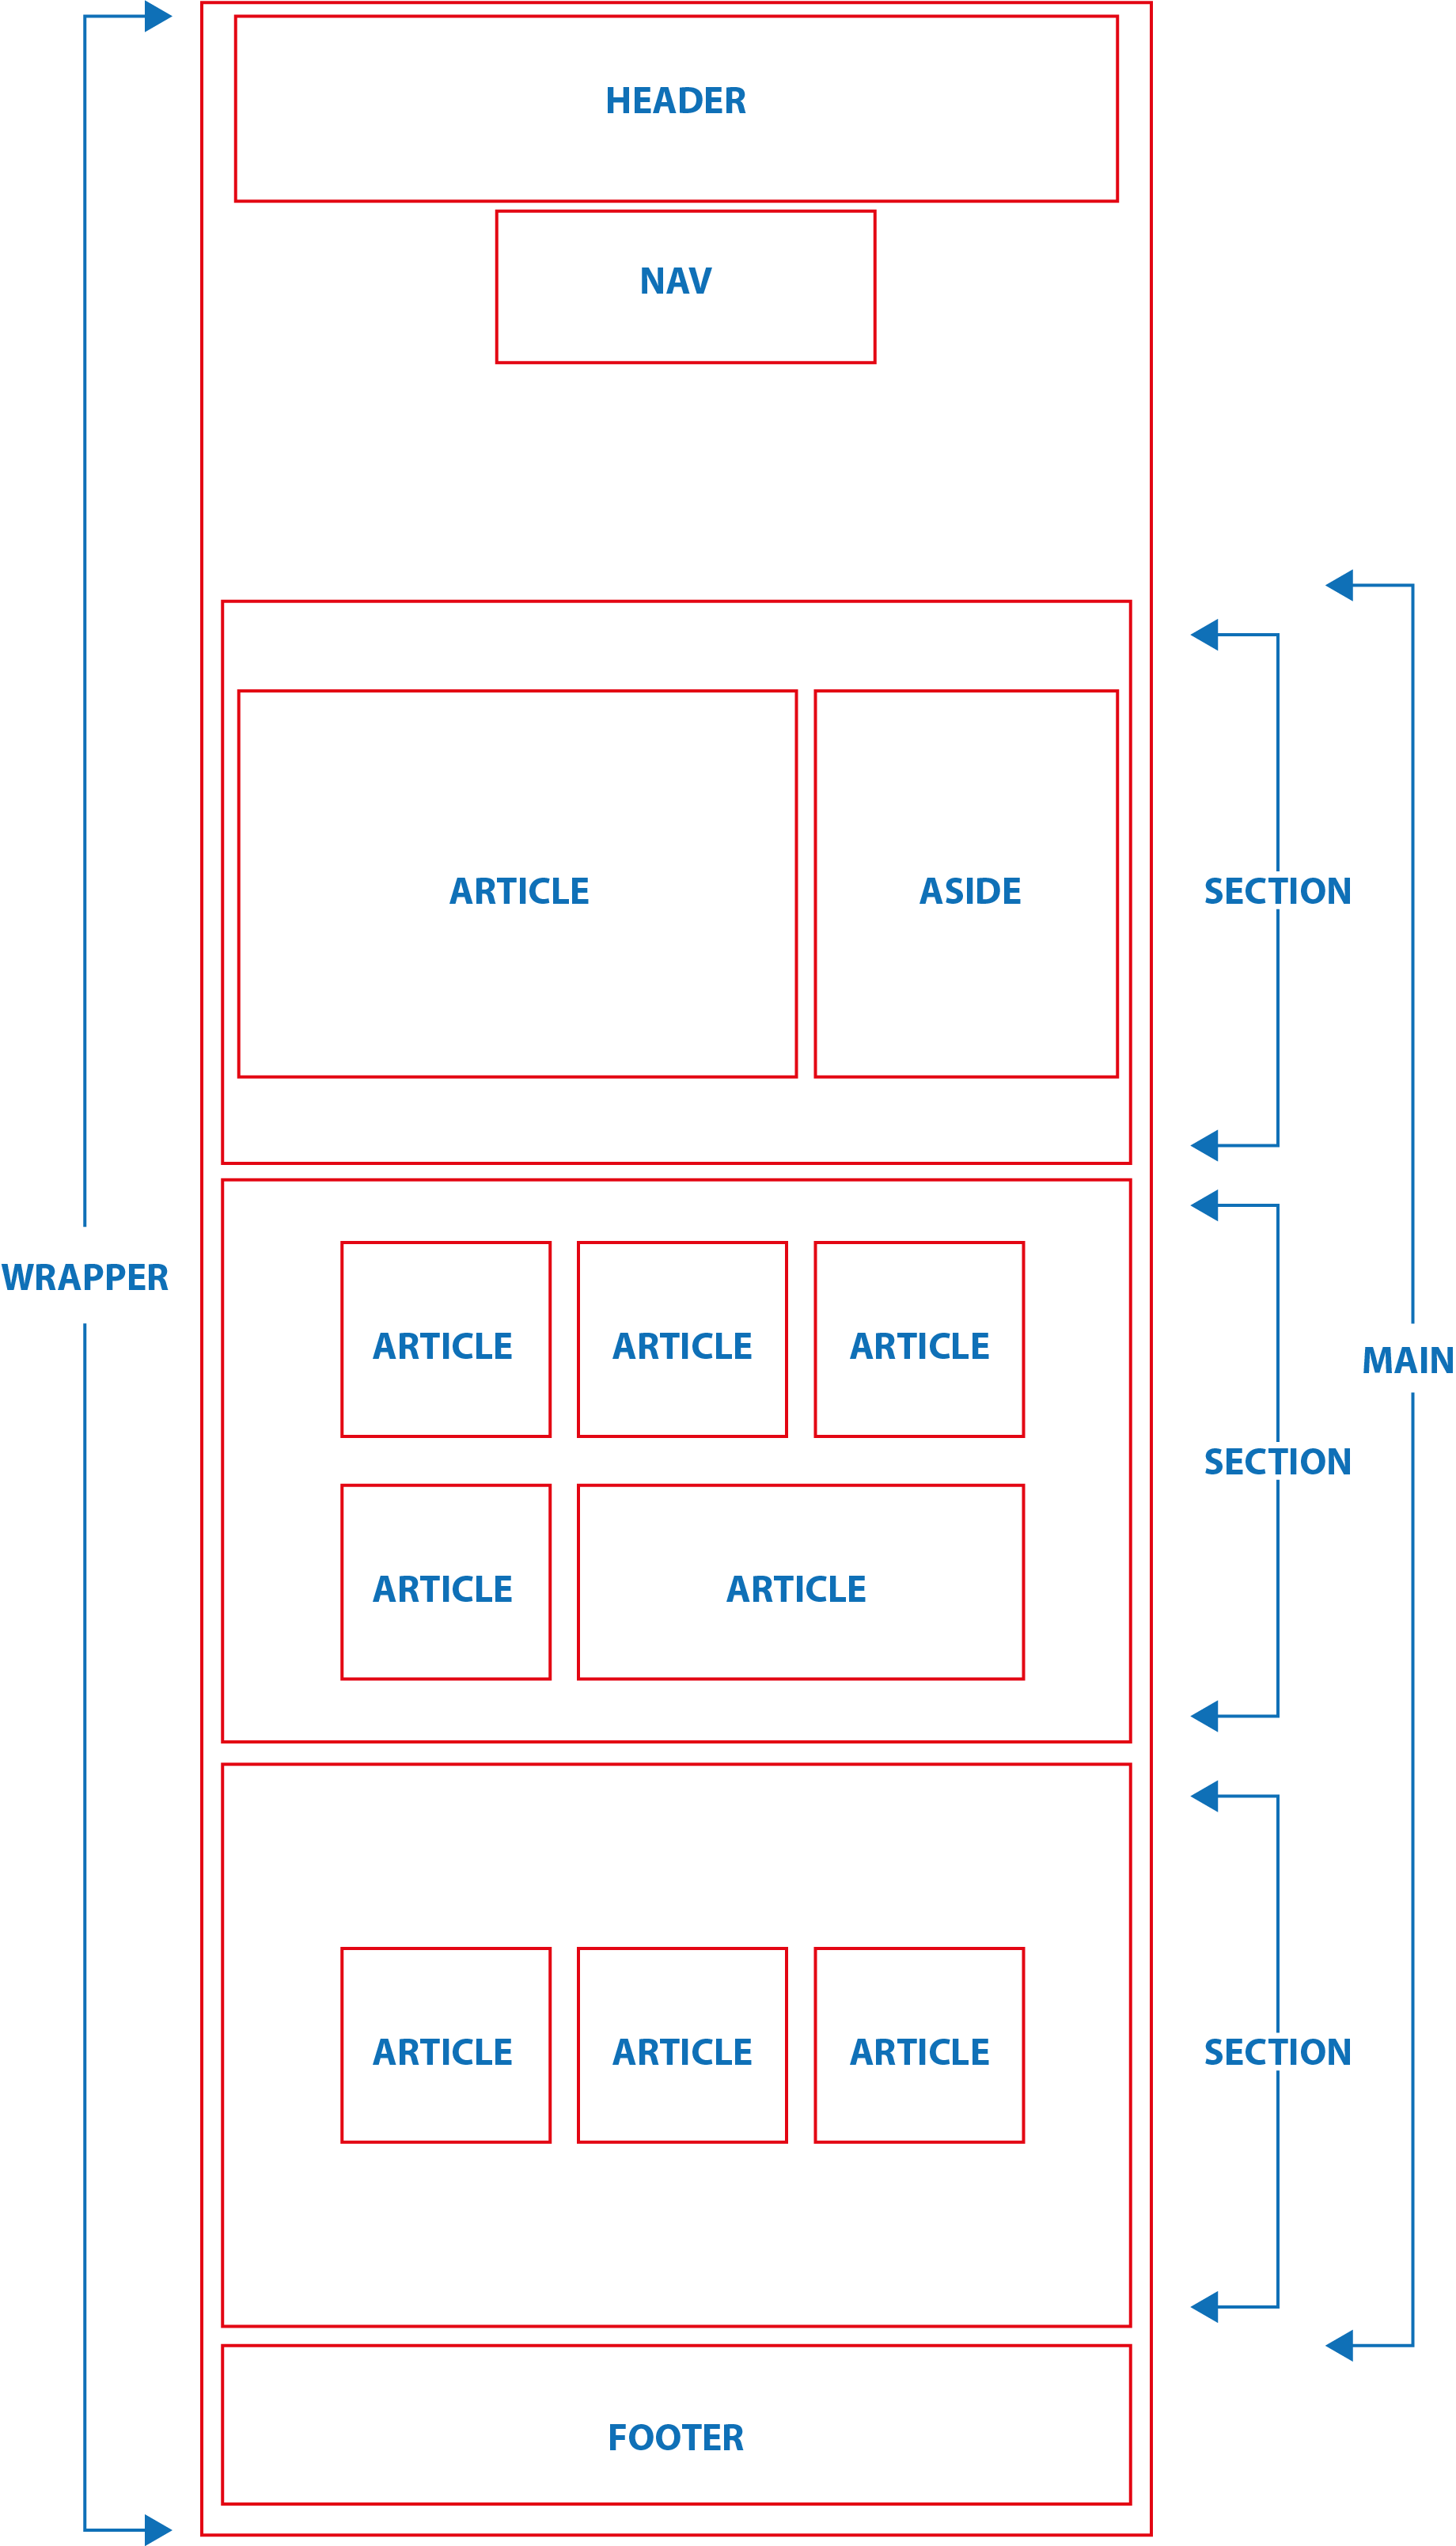 HEADER
NAV
ARTICLE
ASIDE
SECTION
WRAPPER
ARTICLE
ARTICLE
ARTICLE
MAIN
SECTION
ARTICLE
ARTICLE
ARTICLE
ARTICLE
ARTICLE
SECTION
FOOTER